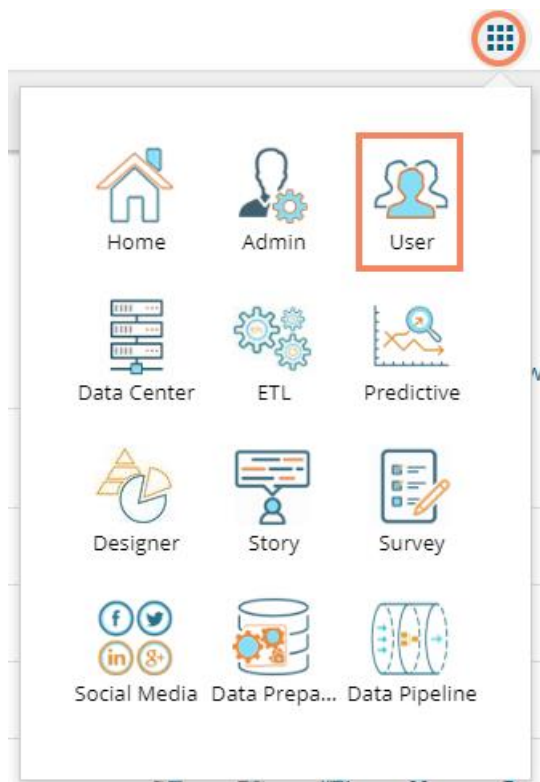 Home Admin User
Data Center ETL Predictive
Designer Story Survey
Social Media Data Prepa... Data Pipeline